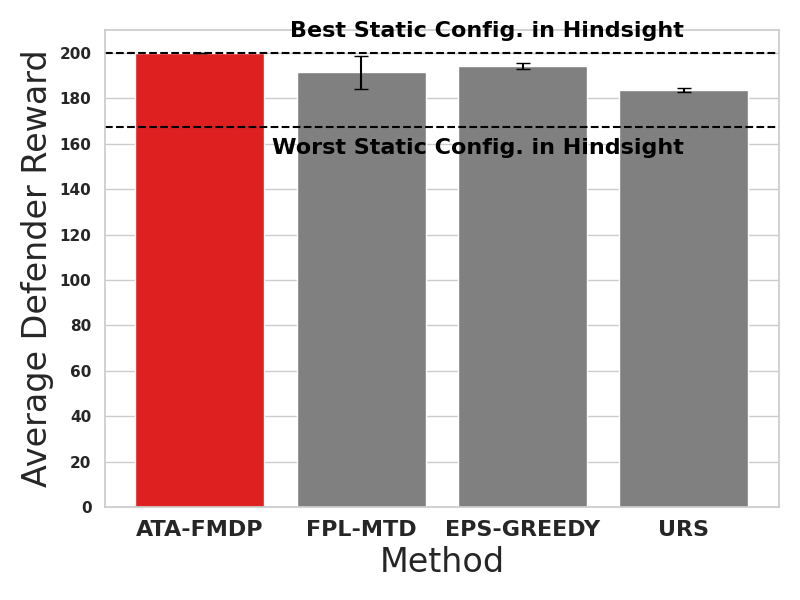 Best Static Config. in Hindsight
Worst Static Config. in Hindsight
Average Defender Reward
200
180
160
140
120
100
80
60
40
20
0
ATA-FMDP FPL-MTD EPS-GREEDY URS
Method